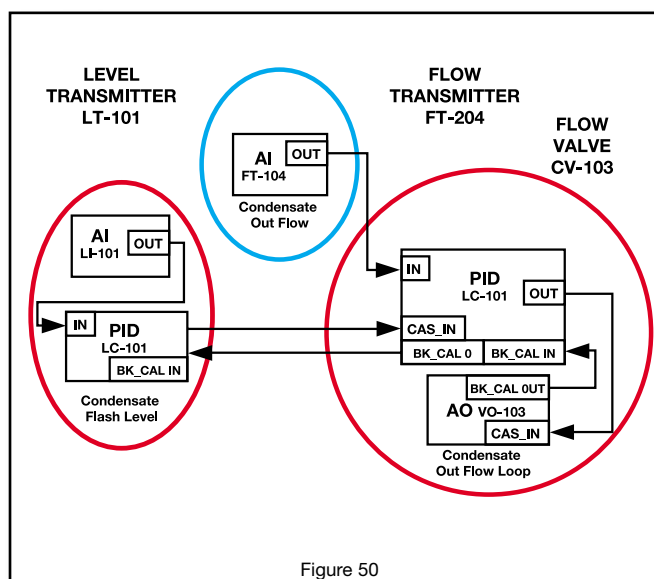 LEVEL
TRANSMITTER
LT-101
FLOW
TRANSMITTER
FT-204
FLOW
VALVE
CV-103
AI
OUT
FT-104
Condensate
Out Flow
AI
OUT
LI-101
IN
PID
LC-101
BK_CAL IN
Condensate
Flash Level
IN
PID
LC-101
OUT
CAS_IN
BK_CAL 0
BK_CAL IN
BK_CAL 0UT
AO VO-103
CAS_IN
Condensate
Out Flow Loop
Figure 50